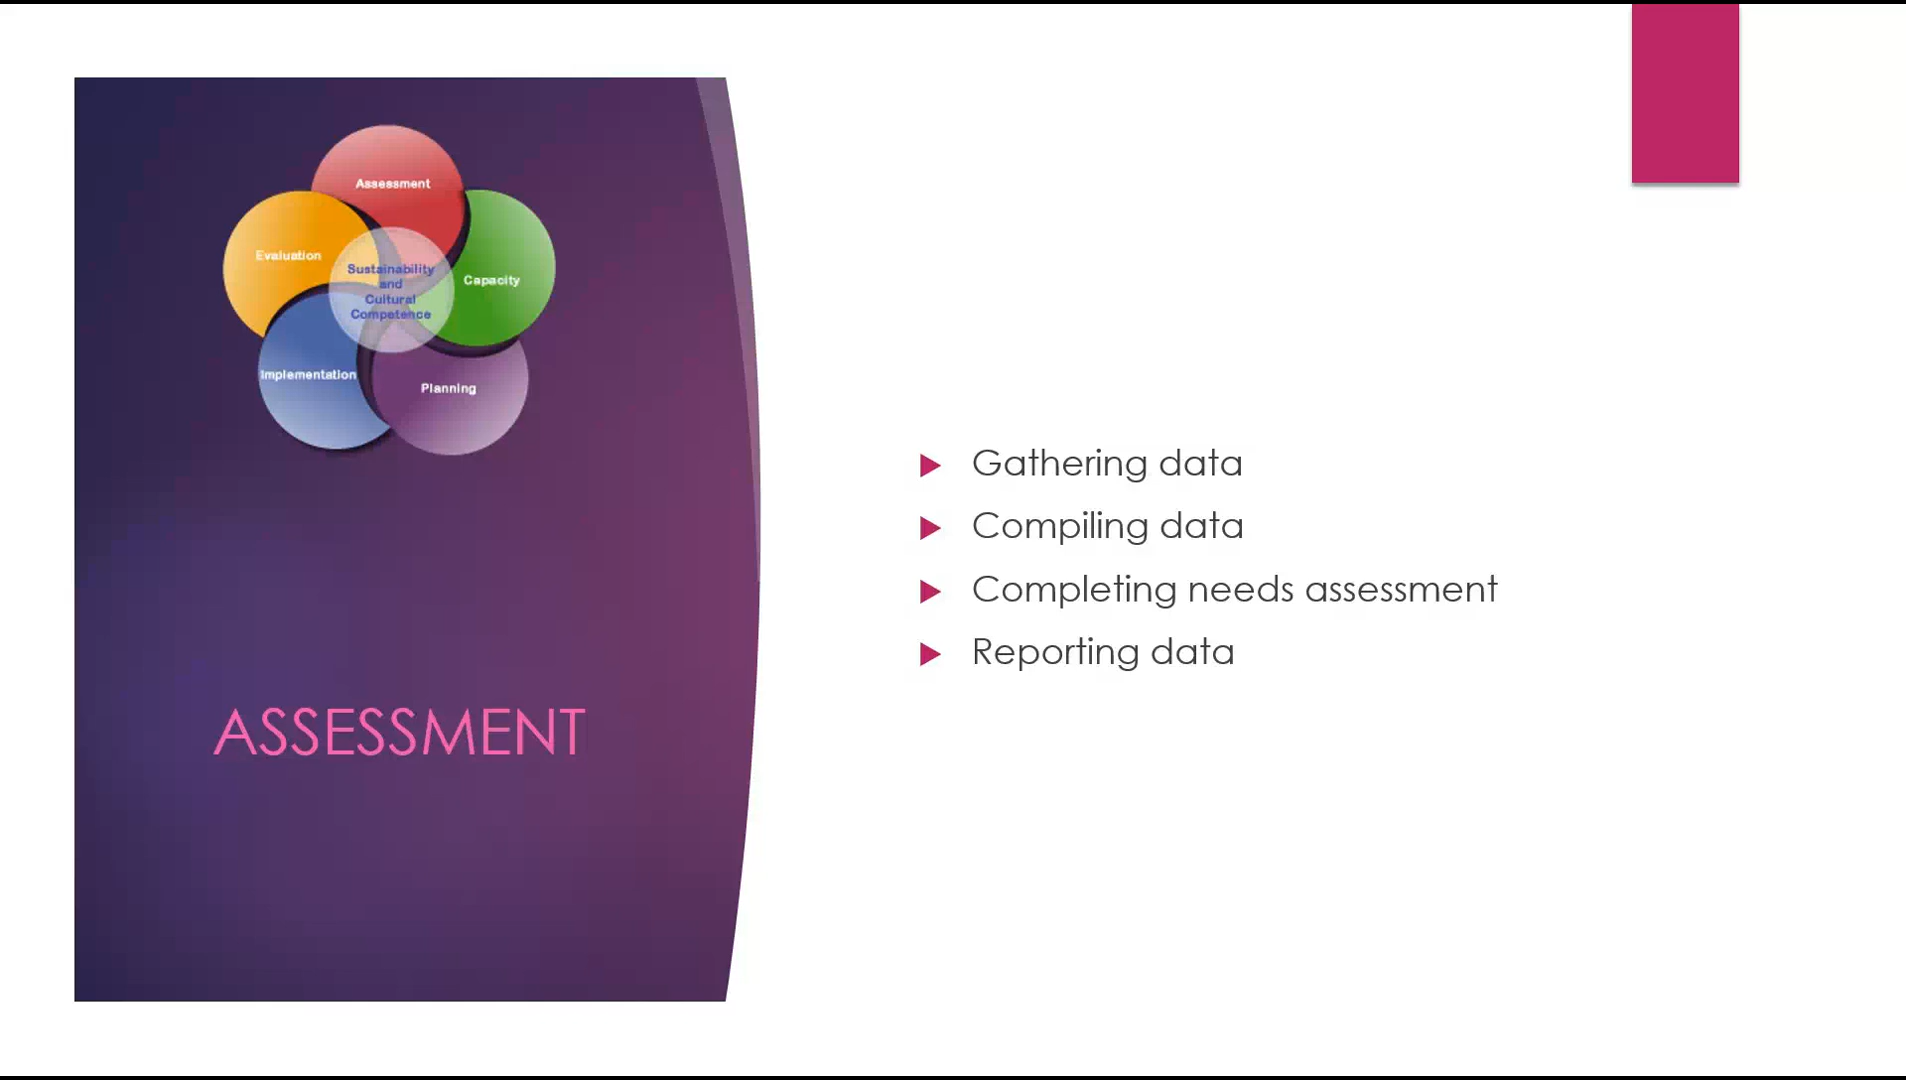 Assessment
Evaluation
Sustainability
and
Cultural
Competence
Capacity
Implementation
Planning
ASSESSMENT
Gathering data
Compiling data
Completing needs assessment
Reporting data